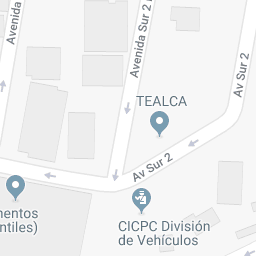 Avenida
Avenida Sur 2
TEALCA
Av Sur 2
Av Sur 2
mentos
ntiles)
CICPC División
de Vehículos